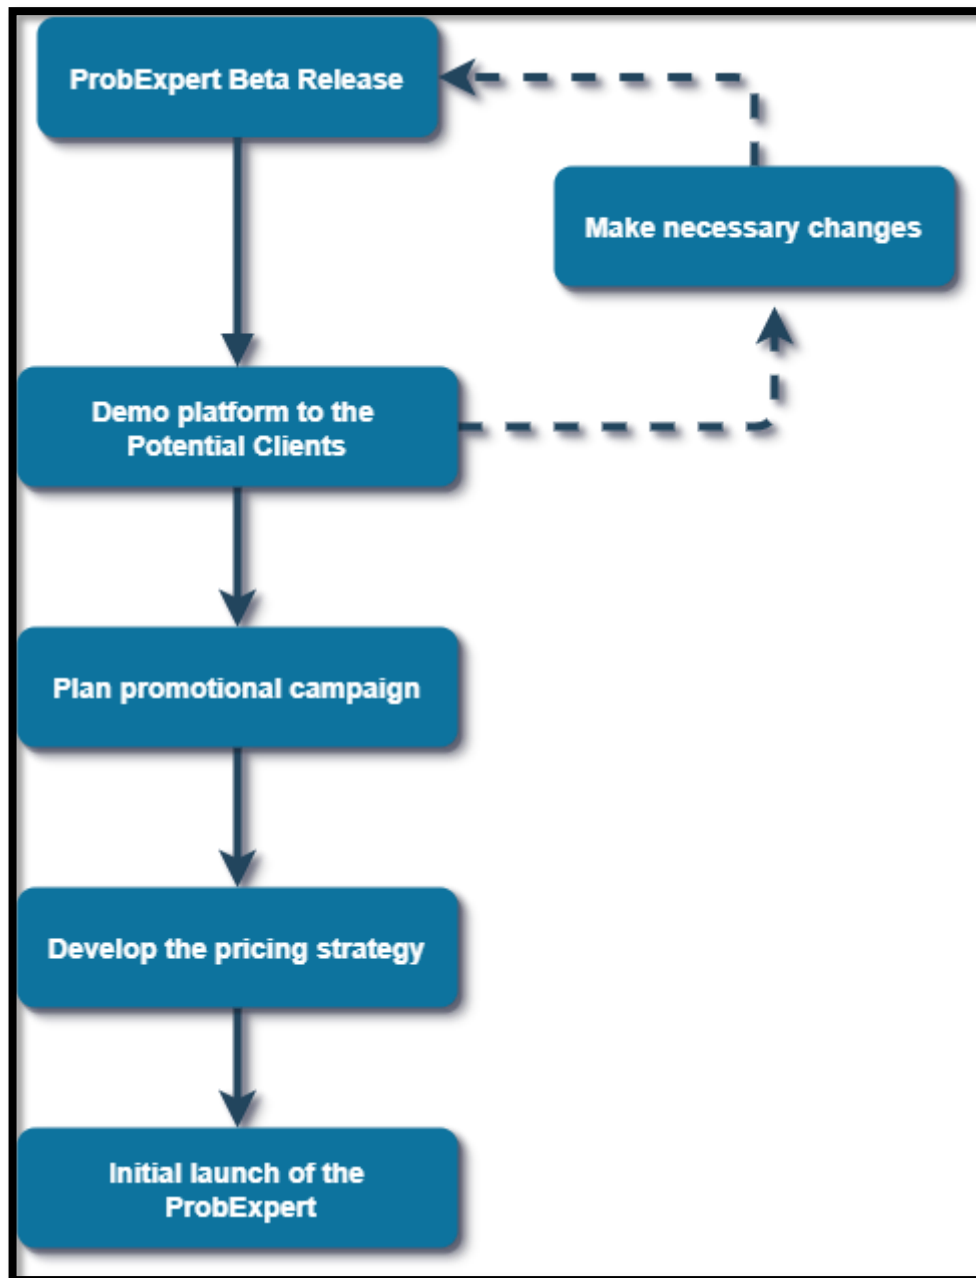 ProbExpert Beta Release
Make necessary changes
Demo platform to the
Potential Clients
Plan promotional campaign
Develop the pricing strategy
Initial launch of the
ProbExpert